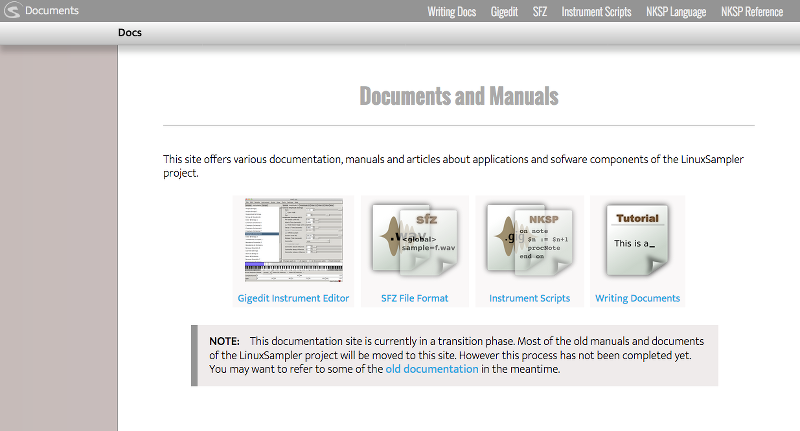 Documents
Writing Docs Gigedit SFZ Instrument Scripts NKSP Language NKSP Reference
Docs
Documents and Manuals
This site offers various documentation, manuals and articles about applications and sofware components of the LinuxSampler
project.
sfz
<global>
sample=f.wav
NKSP
on note
$n := $n+1
procNote
end on
.gig
Tutorial
This is a_
Gigedit Instrument Editor
SFZ File Format
Instrument Scripts
Writing Documents
NOTE: This documentation site is currently in a transition phase. Most of the old manuals and documents
of the LinuxSampler project will be moved to this site. However this process has not been completed yet.
You may want to refer to some of the old documentation in the meantime.